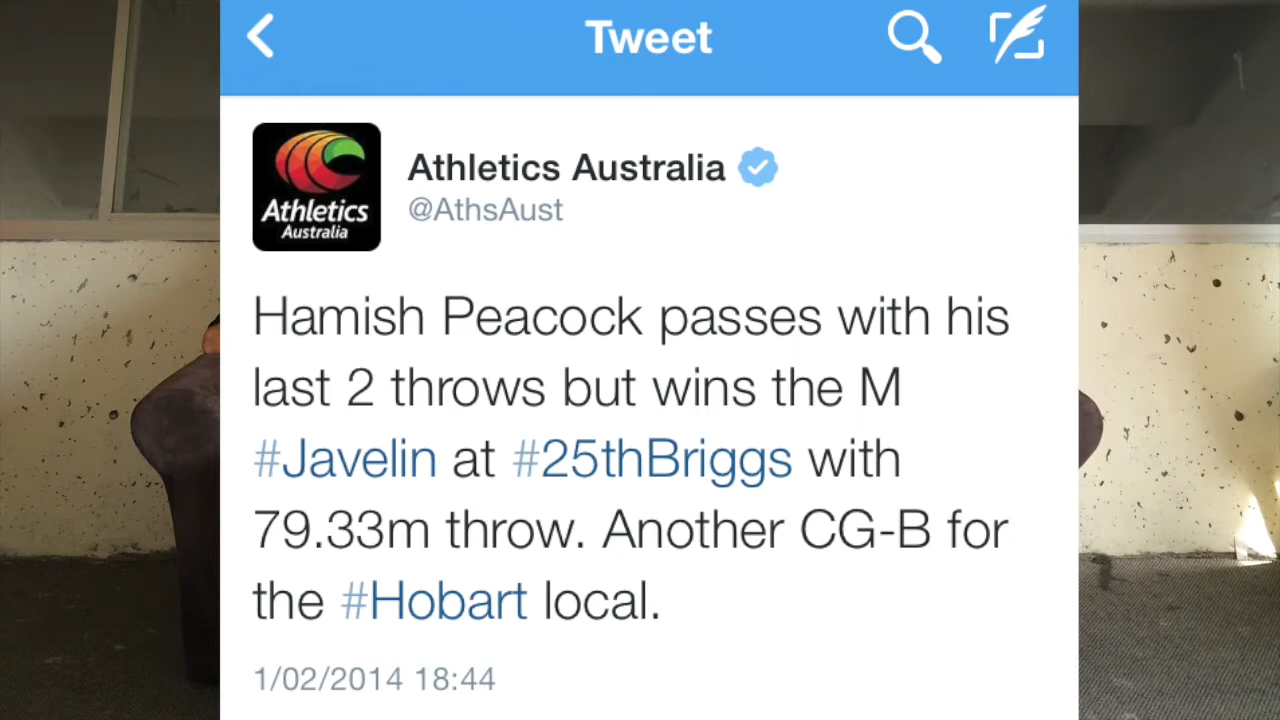 Tweet
Athletics
Australia
Athletics Australia
@AthsAust
Hamish Peacock passes with his
last 2 throws but wins the M
#Javelin at #25thBriggs with
79.33m throw. Another CG-B for
the #Hobart local.
1/02/2014 18:44